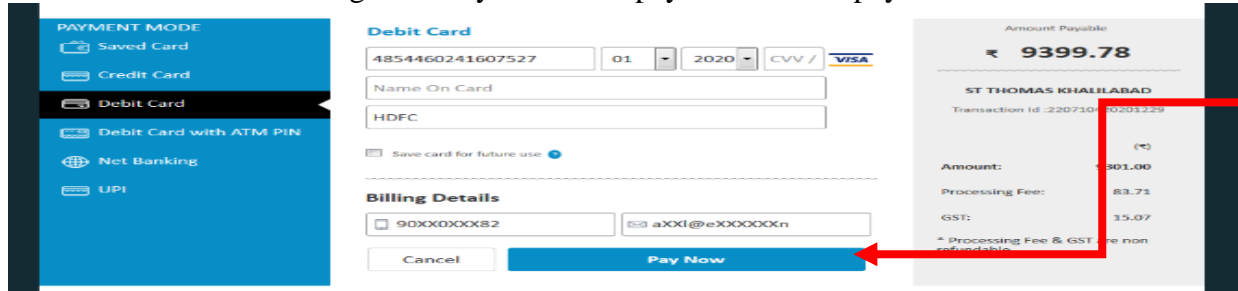 PAYMENT MODE
Saved Card
Credit Card
Debit Card
Debit Card with ATM PIN
Net Banking
UPI
Debit Card
4854460241607527 01 2020 CVV / VISA
Name On Card
HDFC
Save card for future use ?
Billing Details
90XX0XXX82 aXXl@eXXXXXXn
Cancel Pay Now
Amount Payable
₹ 9399.78
ST THOMAS KHALILABAD
Transaction Id
(₹)
Amount:
Processing Fee: 83.71
GST: 15.07
* Processing Fee & GST are non
refundable